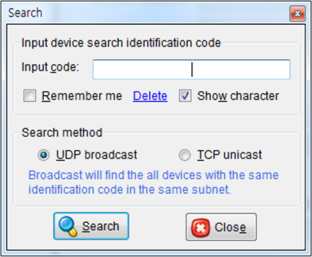 Search
Input device search identification code
Input code:
Remember me Delete Show character
Search method
UDP broadcast TCP unicast
Broadcast will find the all devices with the same
identification code in the same subnet.
Search Close